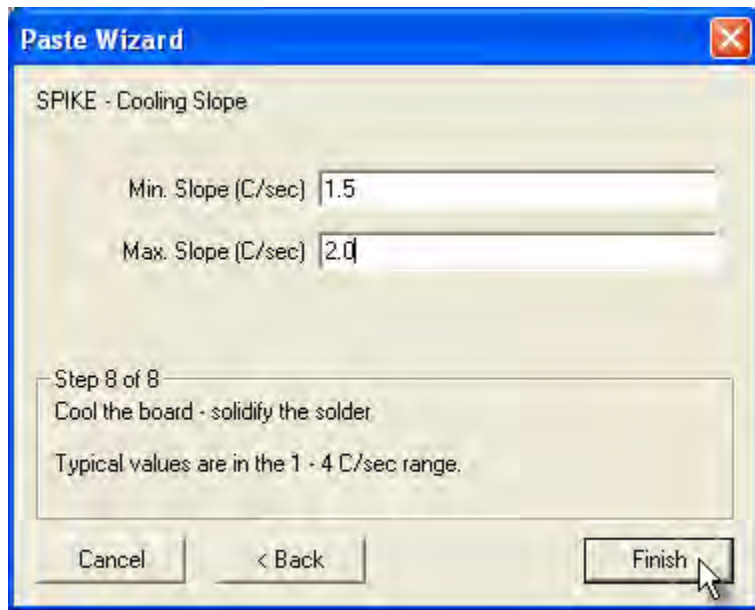 Paste Wizard
SPIKE - Cooling Slope
Min. Slope (C/sec) 1.5
Max. Slope (C/sec) 2.0
Step 8 of 8
Cool the board - solidify the solder
Typical values are in the 1 - 4 C/sec range.
Cancel < Back Finish